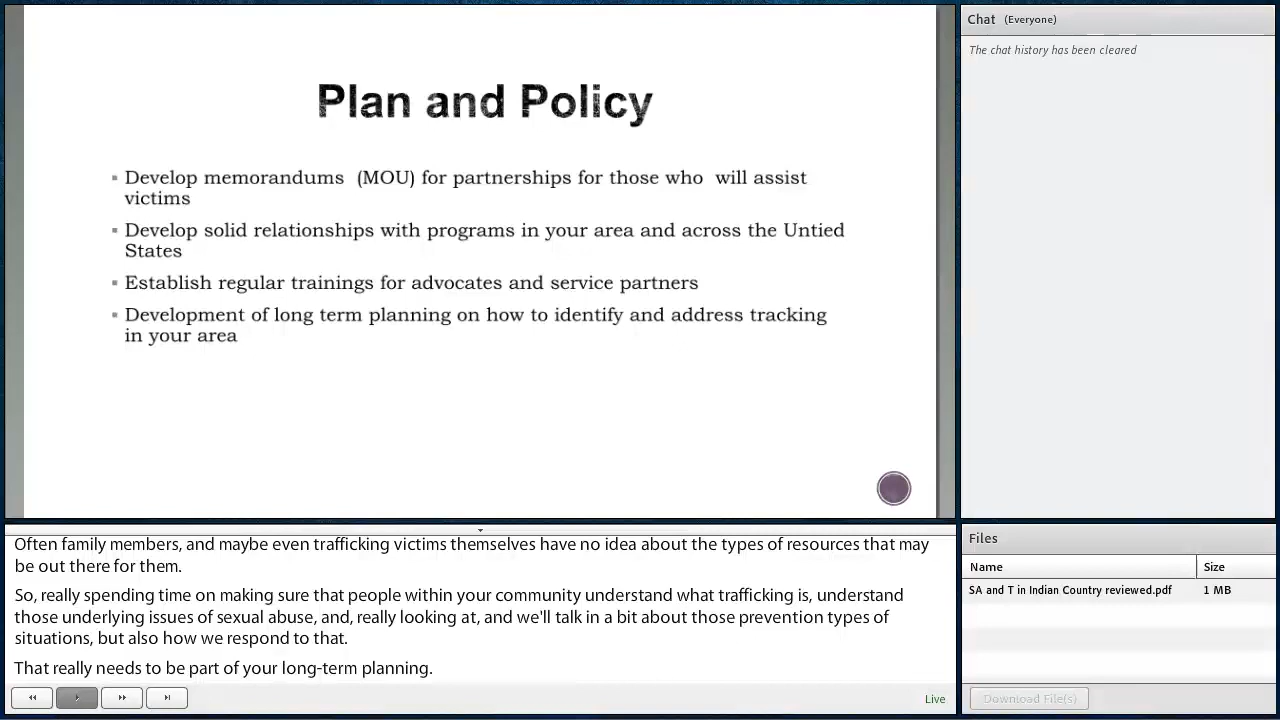 Plan and Policy
Develop memorandums  (MOU) for partnerships for those who  will assist
victims
Develop solid relationships with programs in your area and across the Untied
States
Establish regular trainings for advocates and service partners
Development of long term planning on how to identify and address tracking
in your area
Often family members, and maybe even trafficking victims themselves have no idea about the types of resources that may
be out there for them.
So, really spending time on making sure that people within your community understand what trafficking is, understand
those underlying issues of sexual abuse, and, really looking at, and we'll talk in a bit about those prevention types of
situations, but also how we respond to that.
That really needs to be part of your long-term planning.
Live
Chat (Everyone)
The chat history has been cleared
Files
Name Size
SA and T in Indian Country reviewed.pdf 1 MB
Download File(s)